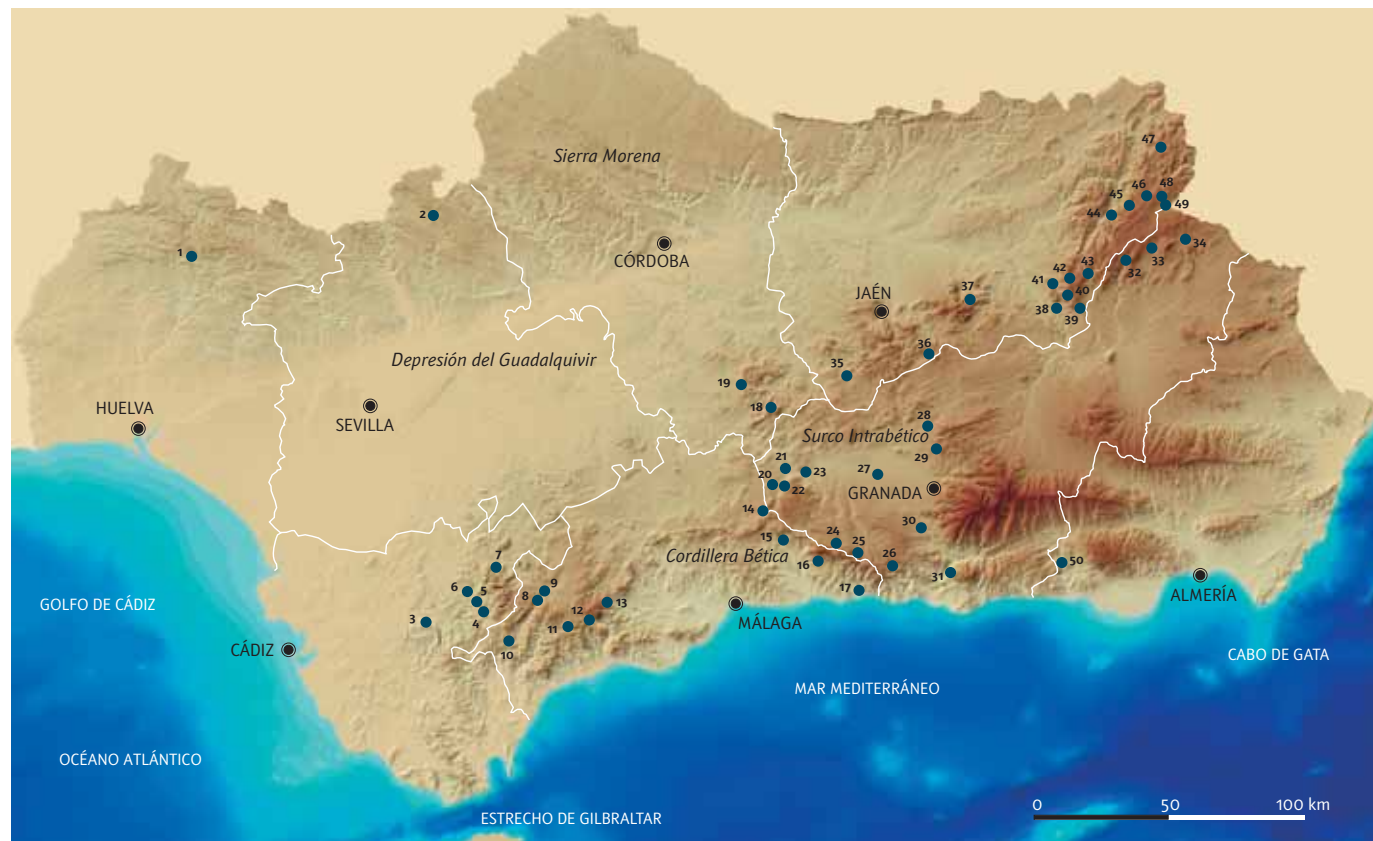 47
Sierra Morena
46
48
45
49
44
2
34
33
1
CÓRDOBA
32
43
42
41
37
40
JAÉN
38
39
36
Depresión del Guadalquivir
35
19
HUELVA
SEVILLA
18
28
Surco Intrabético
29
21
23
27
20
22
GRANADA
14
30
15
24
25
Cordillera Bética
16
26
31
50
7
ALMERÍA
6
9
5
8
17
GOLFO DE CÁDIZ
13
12
MÁLAGA
4
3
11
10
CÁDIZ
CABO DE GATA
MAR MEDITERRÁNEO
OCÉANO ATLÁNTICO
0 50 100 km
ESTRECHO DE GILBRALTAR